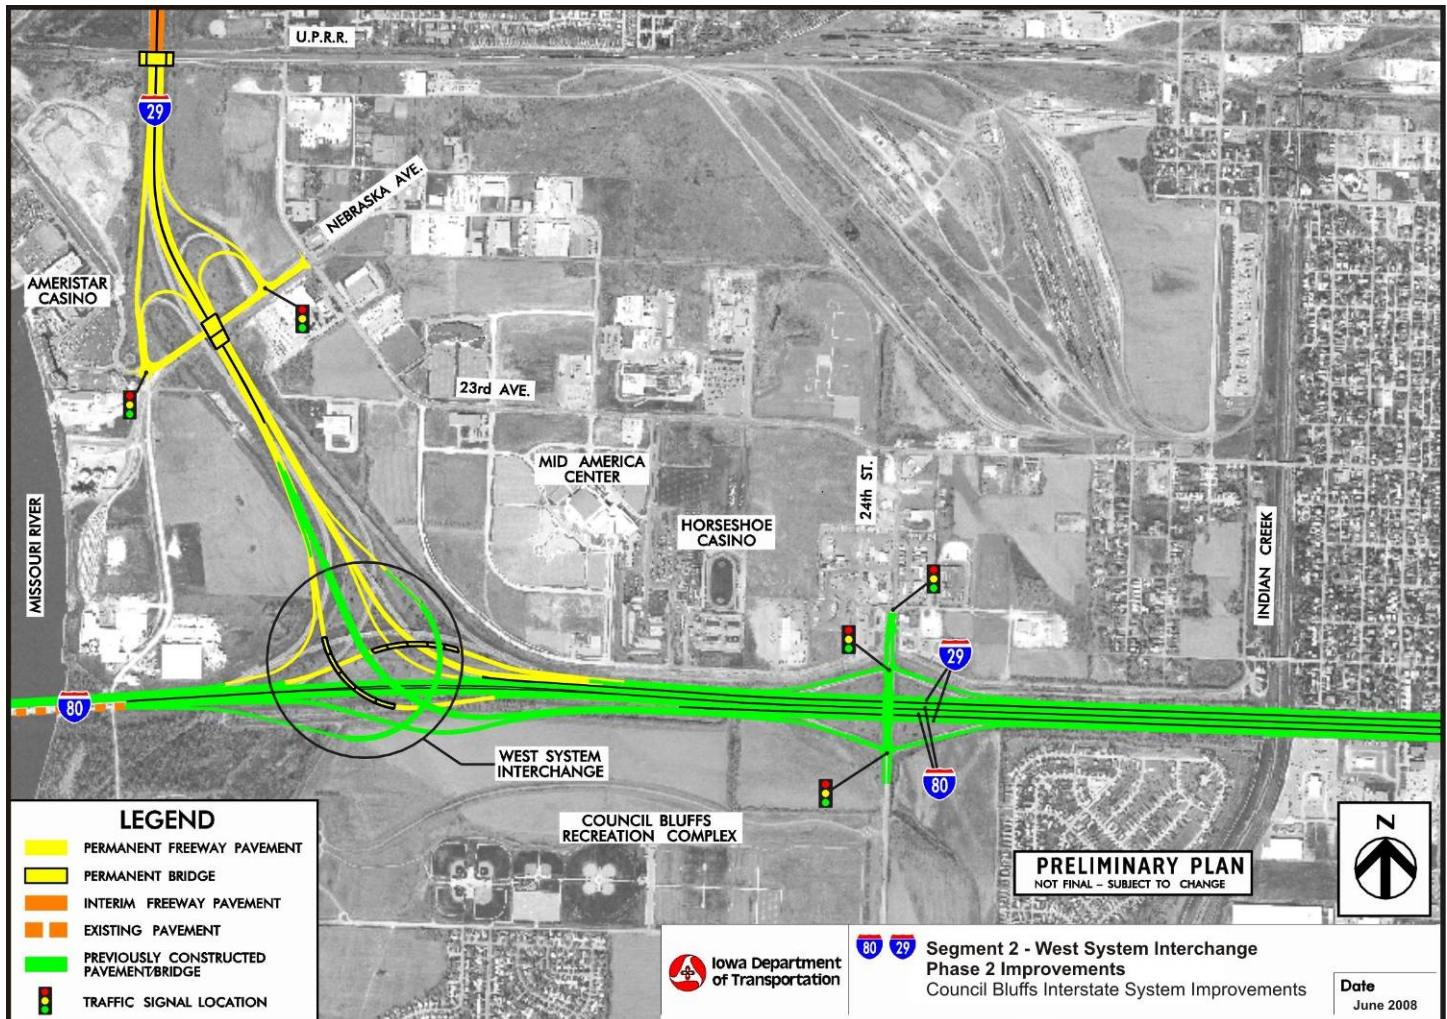 U.P.R.R.
29
NEBRASKA AVE.
AMERISTAR
CASINO
23rd AVE.
MID AMERICA
CENTER
24th ST.
HORSESHOE
CASINO
MISSOURI RIVER
INDIAN CREEK
29
80
WEST SYSTEM
INTERCHANGE
80
COUNCIL BLUFFS
RECREATION COMPLEX
LEGEND
PERMANENT FREEWAY PAVEMENT
PERMANENT BRIDGE
INTERIM FREEWAY PAVEMENT
EXISTING PAVEMENT
PREVIOUSLY CONSTRUCTED
PAVEMENT/BRIDGE
TRAFFIC SIGNAL LOCATION
PRELIMINARY PLAN
NOT FINAL – SUBJECT TO CHANGE
N
Iowa Department
of Transportation
80 29
Segment 2 - West System Interchange
Phase 2 Improvements
Council Bluffs Interstate System Improvements
Date
June 2008